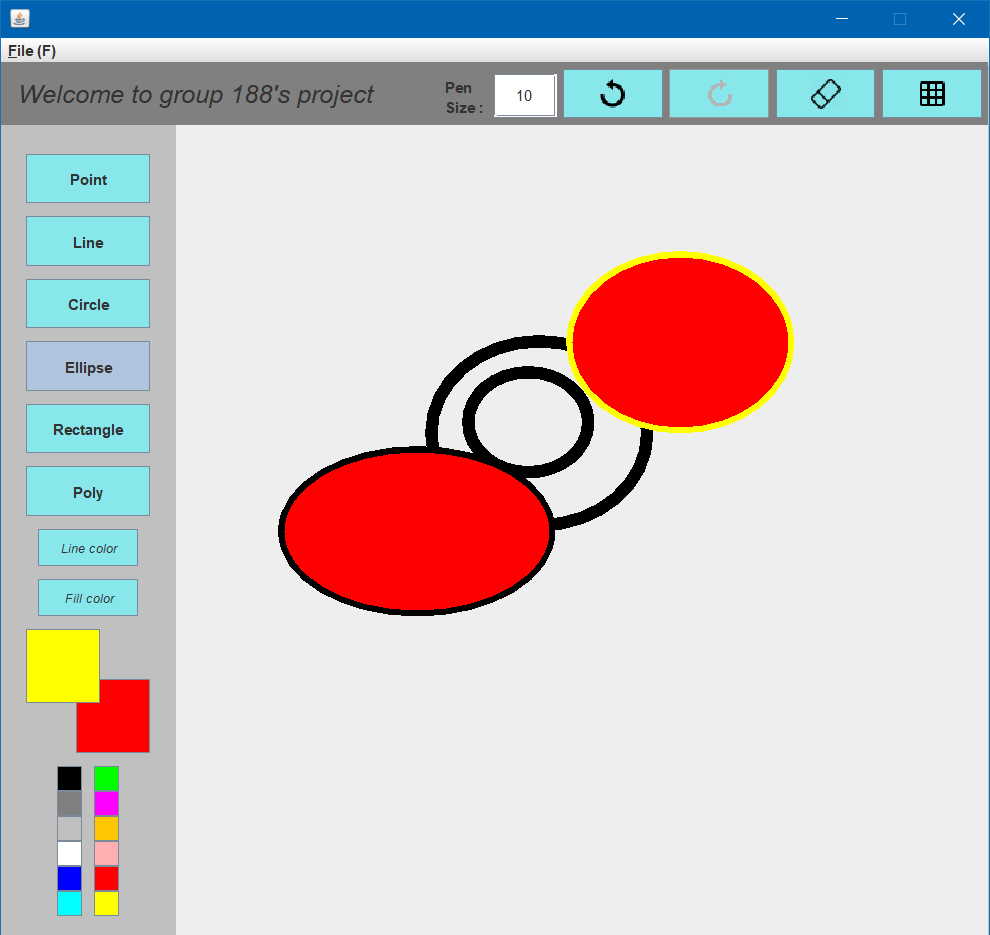 File (F)
Welcome to group 188's project
Pen
Size :
10
Point
Line
Circle
Ellipse
Rectangle
Poly
Line color
Fill color